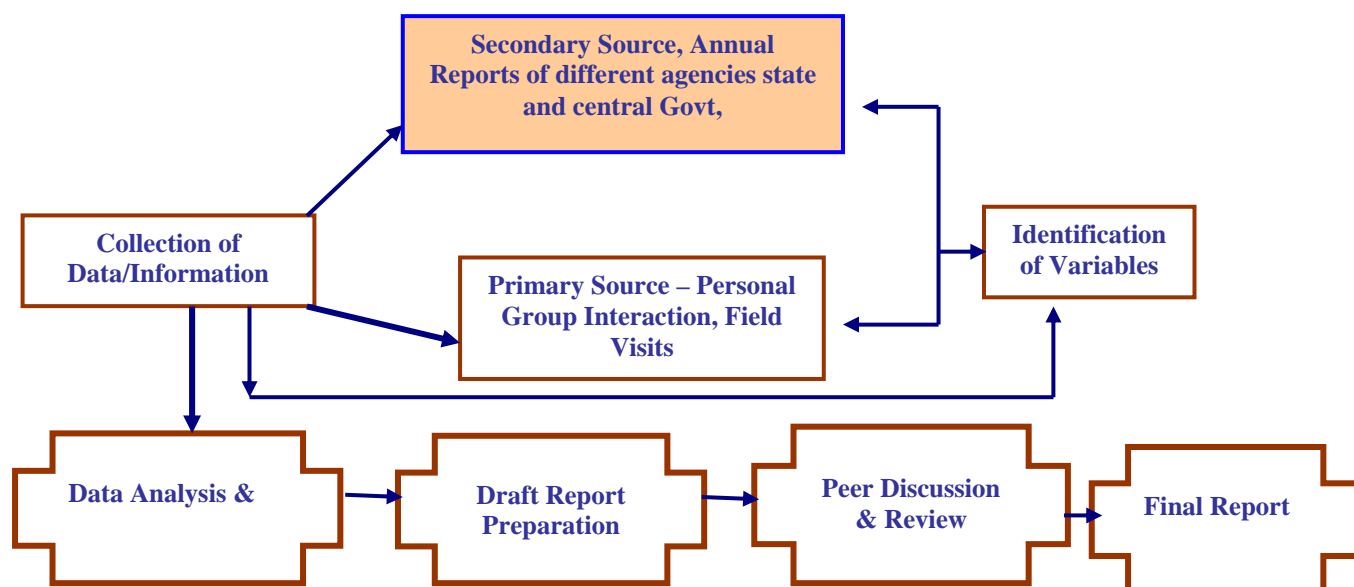 Secondary Source, Annual
Reports of different agencies state
and central Govt,
Collection of
Data/Information
Identification
of Variables
Primary Source – Personal
Group Interaction, Field
Visits
Data Analysis &
Draft Report
Preparation
Peer Discussion
& Review
Final Report